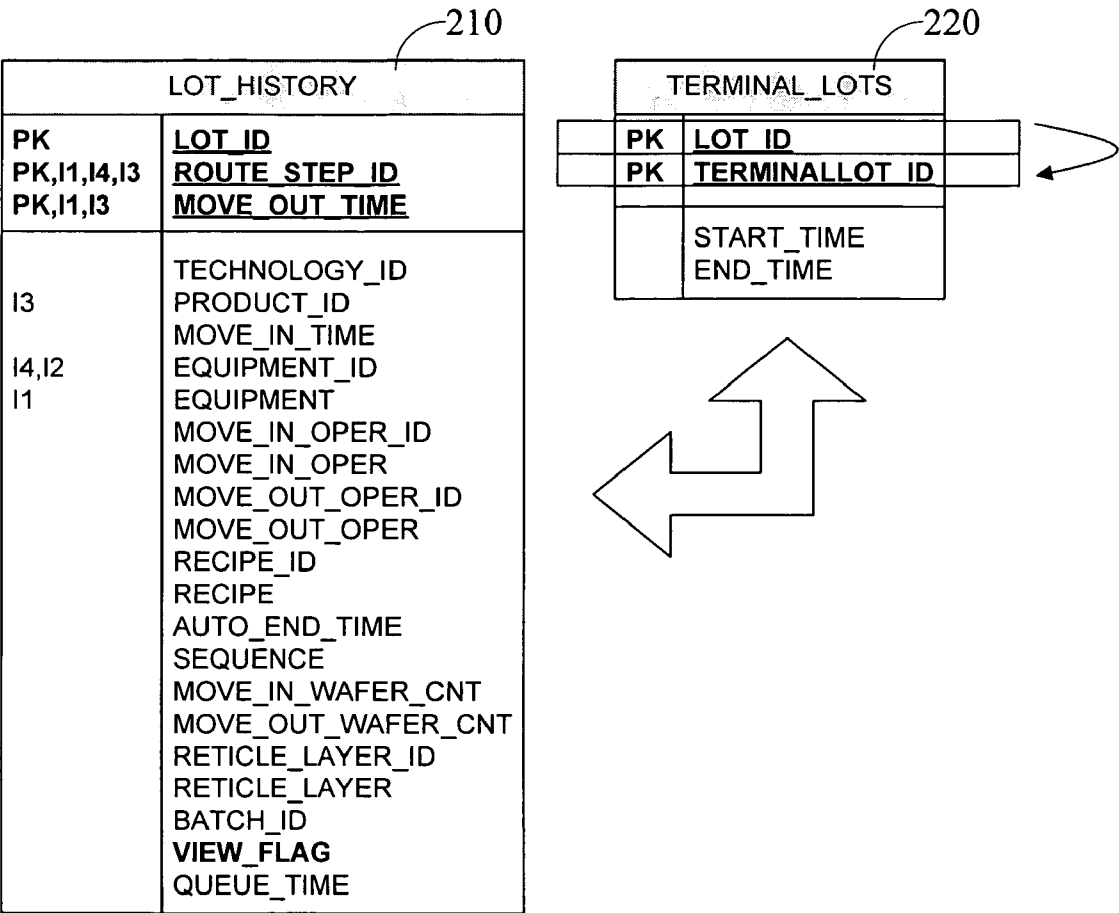 210
LOT_HISTORY
PK LOT_ID
PK,I1,I4,I3 ROUTE_STEP_ID
PK,I1,I3 MOVE_OUT_TIME
TECHNOLOGY_ID
I3 PRODUCT_ID
MOVE_IN_TIME
I4,I2 EQUIPMENT_ID
I1 EQUIPMENT
MOVE_IN_OPER_ID
MOVE_IN_OPER
MOVE_OUT_OPER_ID
MOVE_OUT_OPER
RECIPE_ID
RECIPE
AUTO_END_TIME
SEQUENCE
MOVE_IN_WAFER_CNT
MOVE_OUT_WAFER_CNT
RETICLE_LAYER_ID
RETICLE_LAYER
BATCH_ID
VIEW_FLAG
QUEUE_TIME
220
TERMINAL_LOTS
PK LOT_ID
PK TERMINALLOT_ID
START_TIME
END_TIME